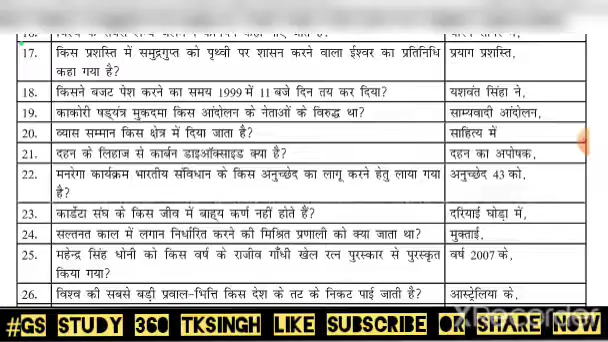 17. किस प्रशस्ति में समुद्रगुप्त को पृथ्वी पर शासन करने वाला ईश्वर का प्रतिनिधि प्रयाग प्रशस्ति,
कहा गया है?
18. किसने बजट पेश करने का समय 1999 में 11 बजे दिन तय कर दिया? यशवंत सिंहा ने,
19. काकोरी षड्यंत्र मुकदमा किस आंदोलन के नेताओं के विरुद्ध था? साम्यवादी आंदोलन,
20. व्यास सम्मान किस क्षेत्र में दिया जाता है? साहित्य में
21. दहन के लिहाज से कार्बन डाइऑक्साइड क्या है? दहन का अपोषक,
22. मनरेगा कार्यक्रम भारतीय संविधान के किस अनुच्छेद का लागू करने हेतु लाया गया अनुच्छेद 43 को,
है?
23. कार्डेटा संघ के किस जीव में बाह्य कर्ण नहीं होते हैं? दरियाई घोड़ा में,
24. सल्तनत काल में लगान निर्धारित करने की मिश्रित प्रणाली को क्या जाता था? मुक्ताई,
25. महेन्द्र सिंह धोनी को किस वर्ष के राजीव गाँधी खेल रत्न पुरस्कार से पुरस्कृत वर्ष 2007 के,
किया गया?
26. विश्व की सबसे बड़ी प्रवाल-भित्ति किस देश के तट के निकट पाई जाती है? आस्ट्रेलिया के,
#GS STUDY 360 TKSINGH LIKE SUBSCRIBE OR SHARE NOW
XRecorder